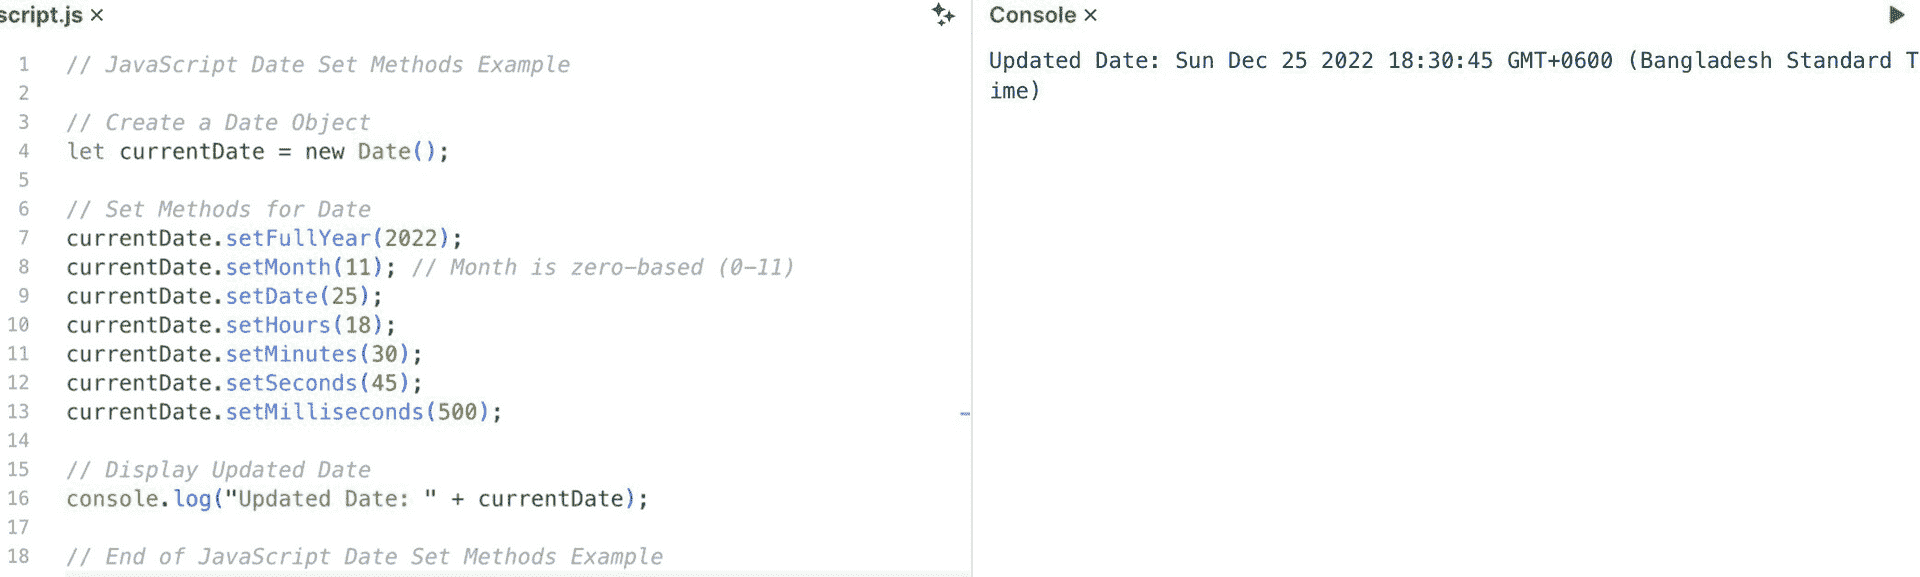 script.js ×
1 // JavaScript Date Set Methods Example
2
3 // Create a Date Object
4 let currentDate = new Date();
5
6 // Set Methods for Date
7 currentDate.setFullYear(2022);
8 currentDate.setMonth(11); // Month is zero-based (0-11)
9 currentDate.setDate(25);
10 currentDate.setHours(18);
11 currentDate.setMinutes(30);
12 currentDate.setSeconds(45);
13 currentDate.setMilliseconds(500);
14
15 // Display Updated Date
16 console.log("Updated Date: " + currentDate);
17
18 // End of JavaScript Date Set Methods Example
Console ×
Updated Date: Sun Dec 25 2022 18:30:45 GMT+0600 (Bangladesh Standard T
ime)